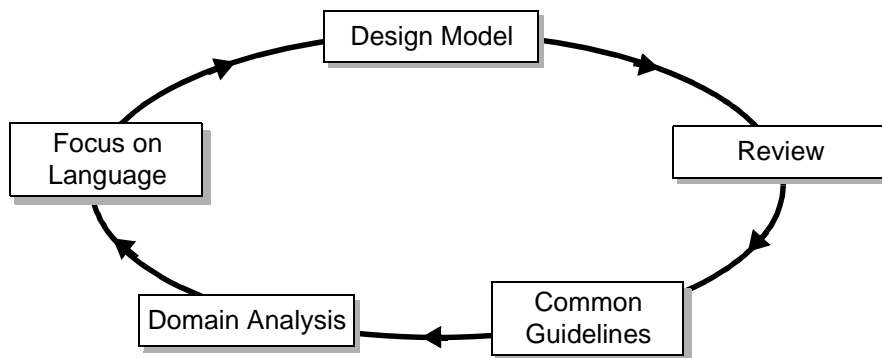 Design Model
Focus on
Language
Review
Common
Guidelines
Domain Analysis